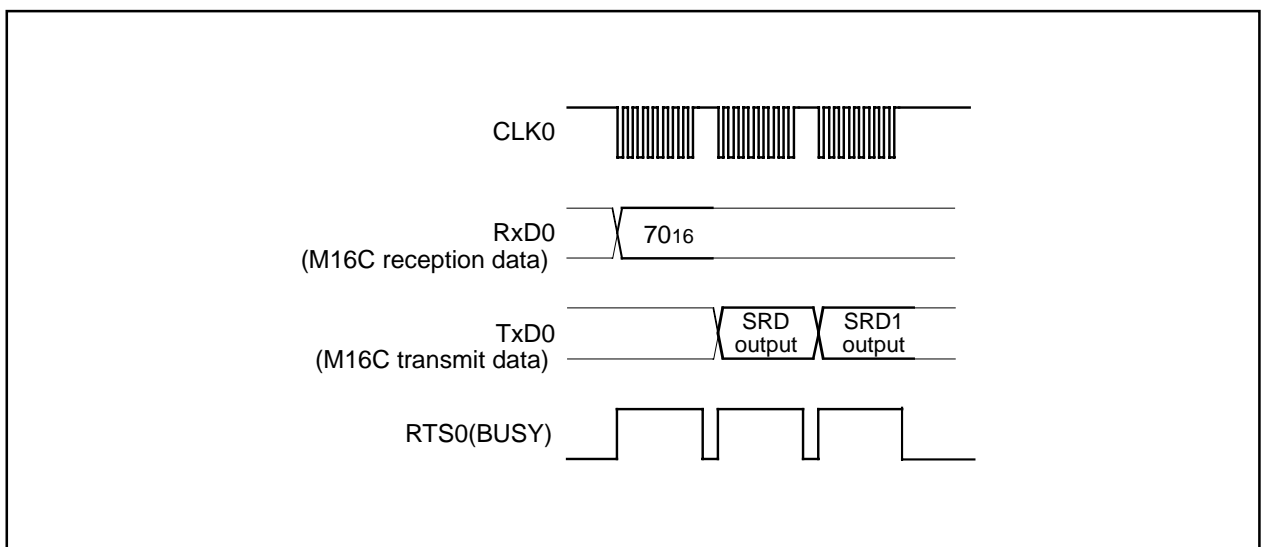 CLK0
RxD0
(M16C reception data)
7016
TxD0
(M16C transmit data)
SRD
output
SRD1
output
RTS0(BUSY)